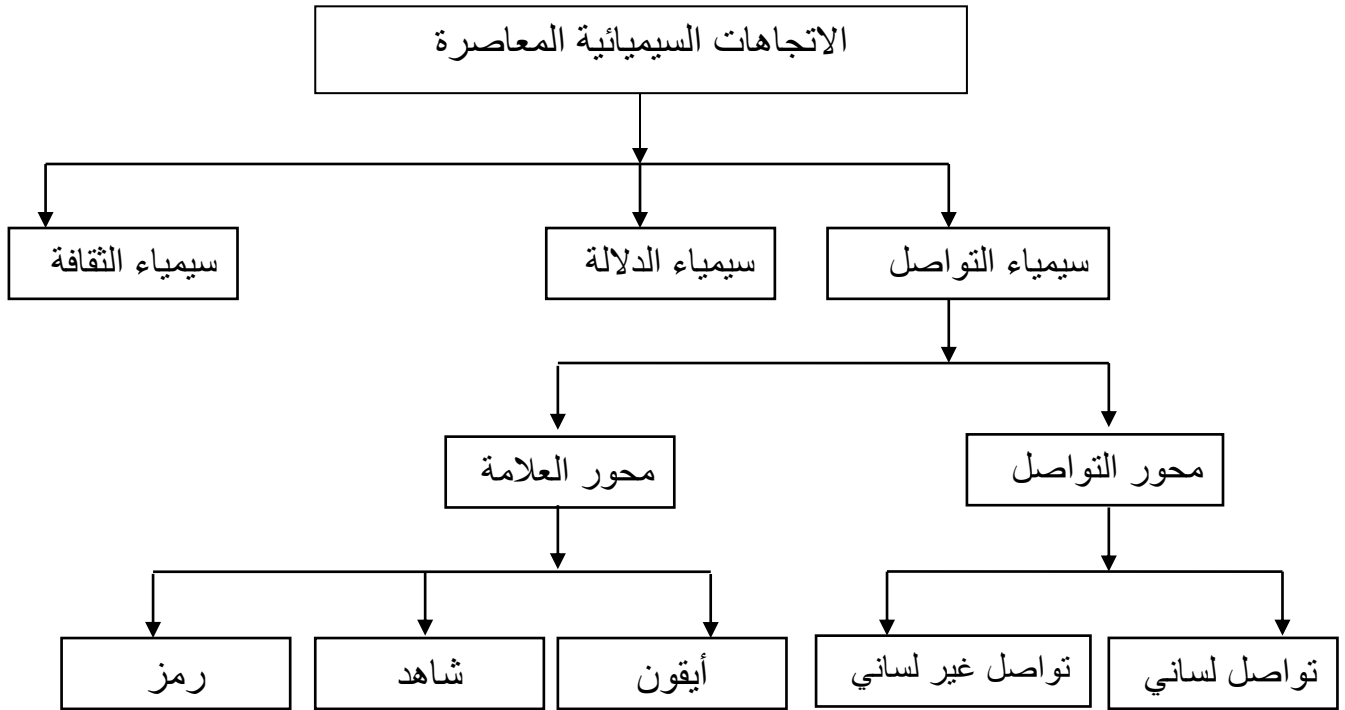 الاتجاهات السيميائية المعاصرة
سيمياء التواصل
سيمياء الدلالة
سيمياء الثقافة
محور التواصل
محور العلامة
تواصل لساني
تواصل غير لساني
أيقون
شاهد
رمز